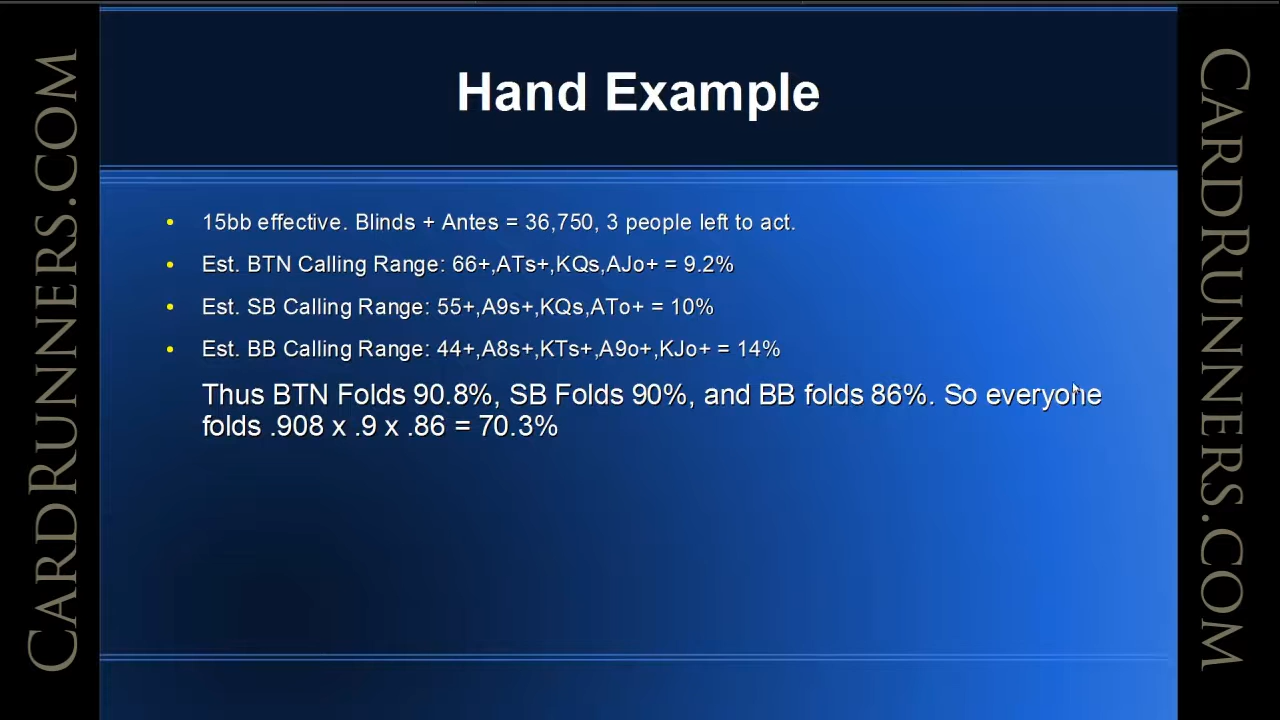 Hand Example
15bb effective. Blinds + Antes = 36,750, 3 people left to act.
Est. BTN Calling Range: 66+,ATs+,KQs,AJo+ = 9.2%
Est. SB Calling Range: 55+,A9s+,KQs,ATo+ = 10%
Est. BB Calling Range: 44+,A8s+,KTs+,A9o+,KJo+ = 14%
Thus BTN Folds 90.8%, SB Folds 90%, and BB folds 86%. So everyone
folds .908 x .9 x .86 = 70.3%
CARDRUNNERS.COM
CARDRUNNERS.COM